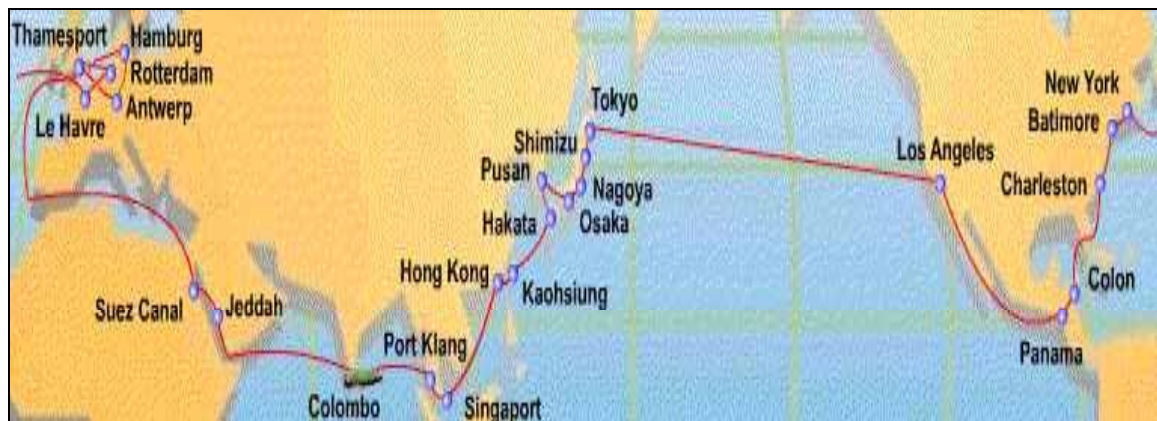 Thamesport
Hamburg
Rotterdam
Antwerp
Le Havre
Tokyo
Shimizu
Pusan
Nagoya
Osaka
Hakata
Hong Kong
Kaohsiung
Suez Canal
Jeddah
Port Klang
Colombo
Singaport
Los Angeles
New York
Batimore
Charleston
Colon
Panama